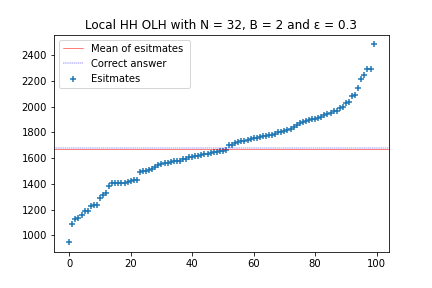 Local HH OLH with N = 32, B = 2 and ε = 0.3
Mean of esitmates
Correct answer
Esitmates
2400
2200
2000
1800
1600
1400
1200
1000
0 20 40 60 80 100